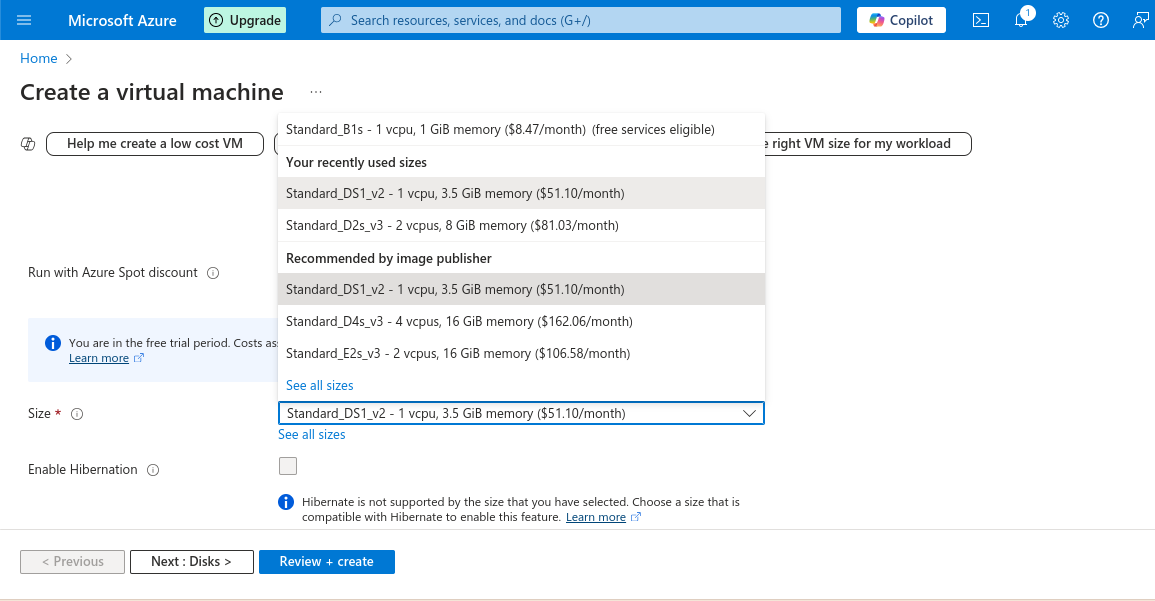 Microsoft Azure
Upgrade
Search resources, services, and docs (G+/)
Copilot
1
Home >
Create a virtual machine ...
Help me create a low cost VM
right VM size for my workload
Standard_B1s - 1 vcpu, 1 GiB memory ($8.47/month) (free services eligible)
Your recently used sizes
Standard_DS1_v2 - 1 vcpu, 3.5 GiB memory ($51.10/month)
Standard_D2s_v3 - 2 vcpus, 8 GiB memory ($81.03/month)
Recommended by image publisher
Run with Azure Spot discount
Standard_DS1_v2 - 1 vcpu, 3.5 GiB memory ($51.10/month)
Standard_D4s_v3 - 4 vcpus, 16 GiB memory ($162.06/month)
Standard_E2s_v3 - 2 vcpus, 16 GiB memory ($106.58/month)
See all sizes
You are in the free trial period. Costs
Learn more
Size *
Standard_DS1_v2 - 1 vcpu, 3.5 GiB memory ($51.10/month)
See all sizes
Enable Hibernation
Hibernate is not supported by the size that you have selected. Choose a size that is
compatible with Hibernate to enable this feature. Learn more
< Previous
Next : Disks >
Review + create